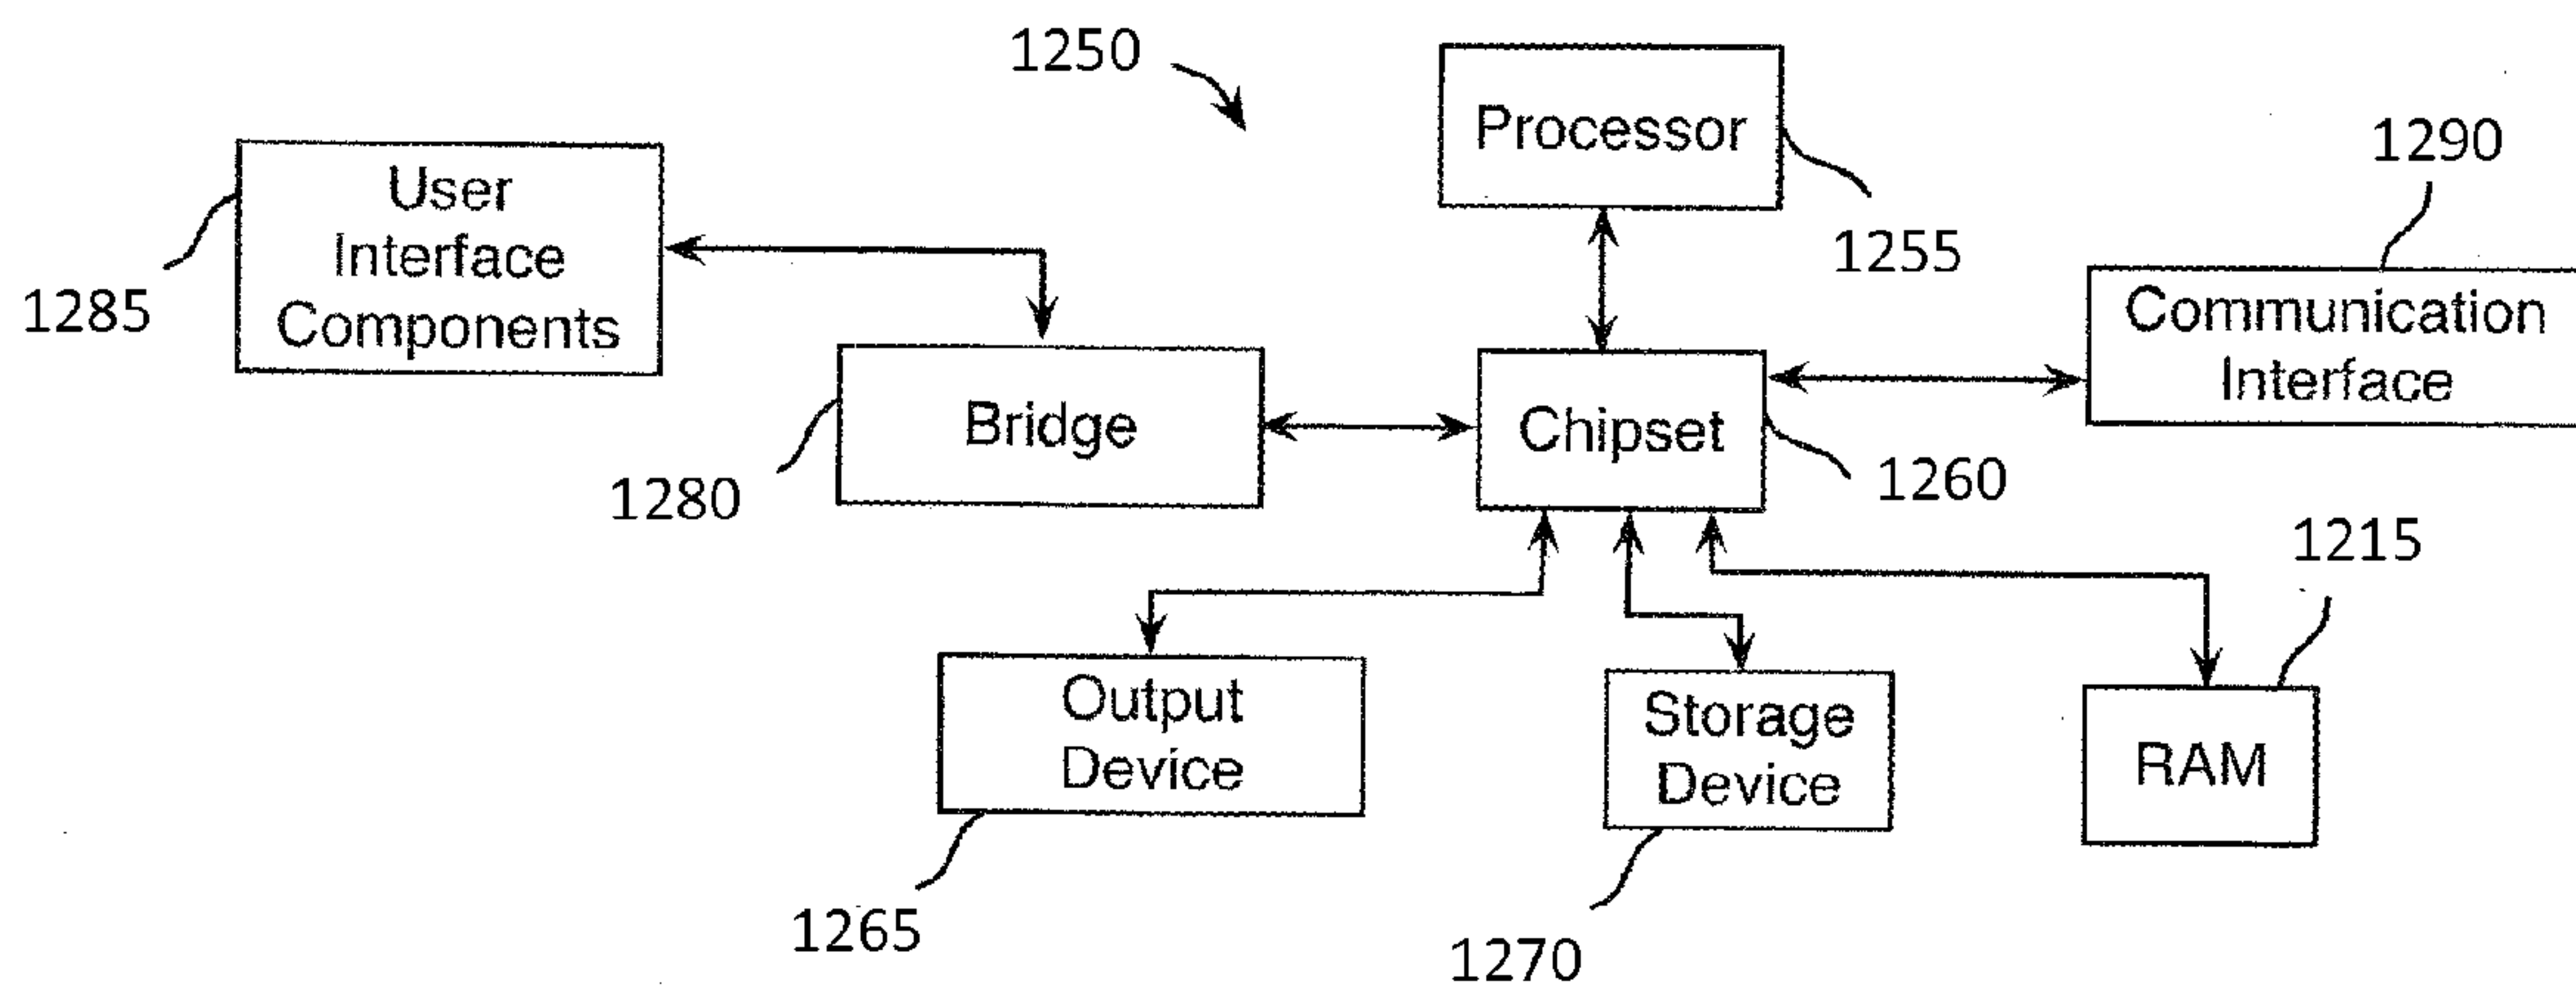 1250
Processor
1290
User
Interface
Components
1255
1285
Communication
Interface
Bridge
Chipset
1280
1260
1215
Output
Device
Storage
Device
RAM
1265
1270